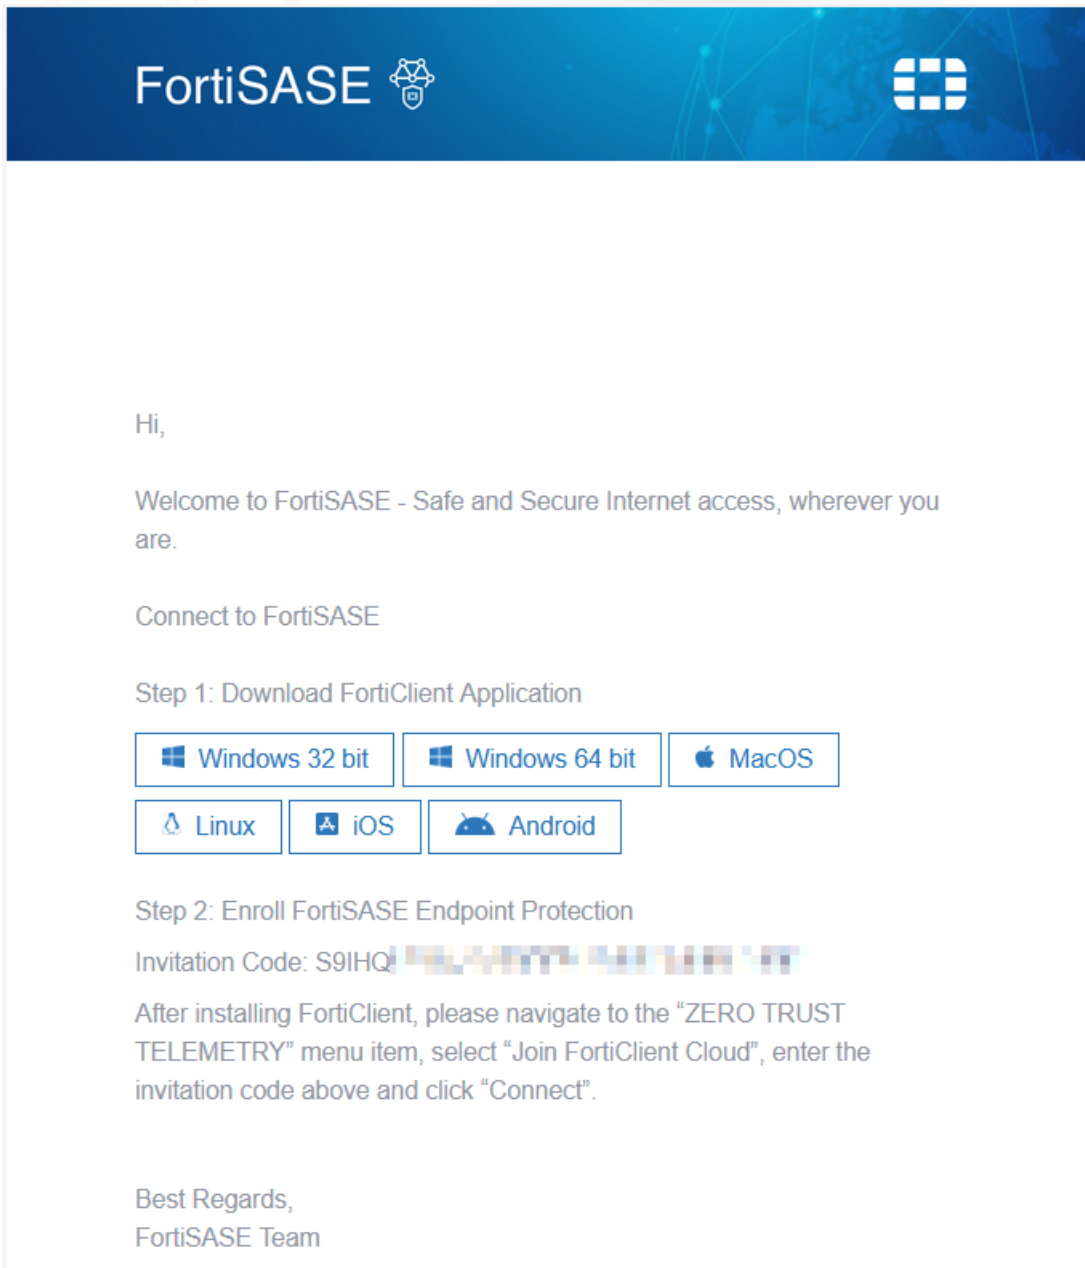 FortiSASE
Hi,
Welcome to FortiSASE - Safe and Secure Internet access, wherever you
are.
Connect to FortiSASE
Step 1: Download FortiClient Application
Windows 32 bit Windows 64 bit MacOS
Linux iOS Android
Step 2: Enroll FortiSASE Endpoint Protection
Invitation Code: S9IHQ
After installing FortiClient, please navigate to the “ZERO TRUST
TELEMETRY” menu item, select “Join FortiClient Cloud”, enter the
invitation code above and click “Connect”.
Best Regards,
FortiSASE Team